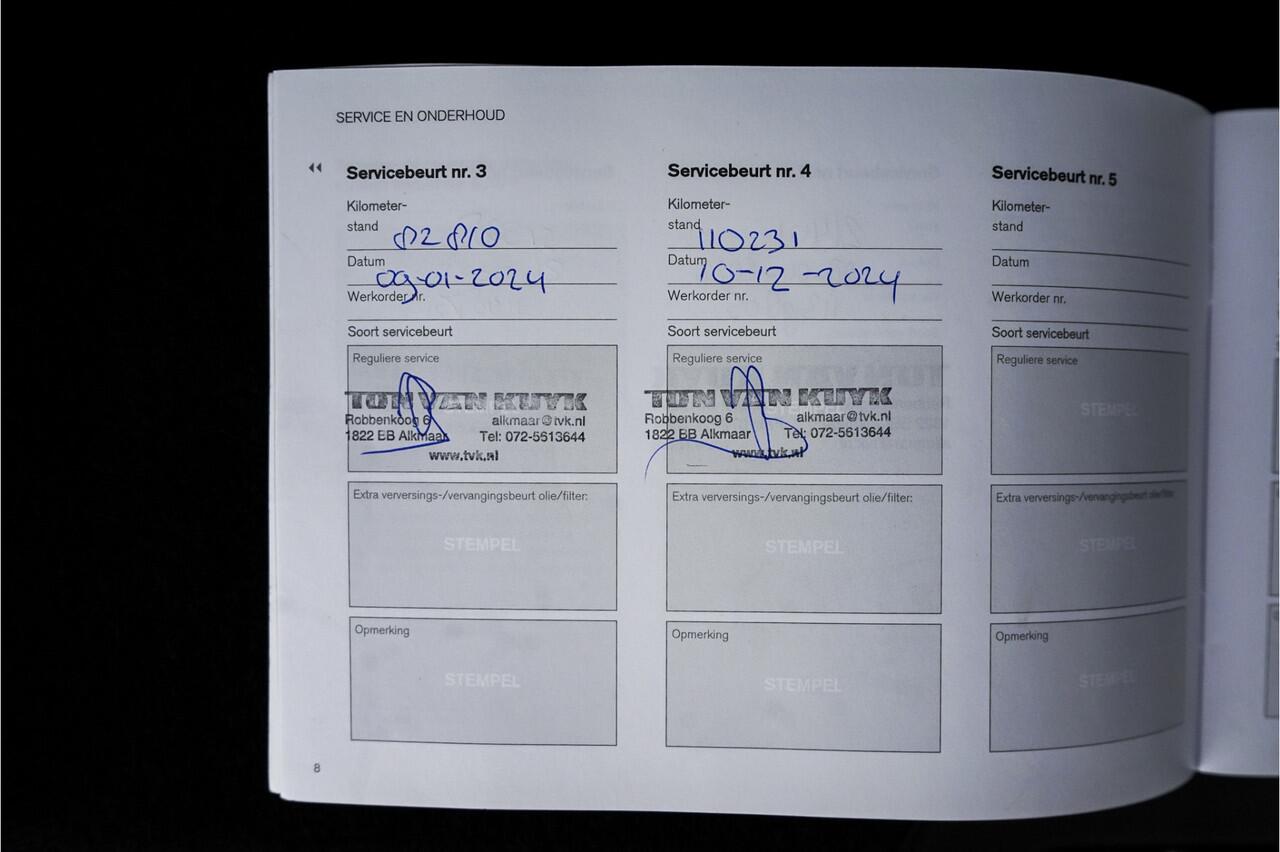 SERVICE EN ONDERHOUD
Servicebeurt nr. 3
Kilometer-
stand 82810
Datum 09-01-2024
Werkorder nr.
Soort servicebeurt
Reguliere service
TON VAN KUYK
Robbenkoog 6 alkmaar@tvk.nl
1822 BB Alkmaar Tel: 072-5613644
www.tvk.nl
Extra verversings-/vervangingsbeurt olie/filter:
STEMPEL
Opmerking
STEMPEL
Servicebeurt nr. 4
Kilometer-
stand 110231
Datum 10-12-2024
Werkorder nr.
Soort servicebeurt
Reguliere service
TON VAN KUYK
Robbenkoog 6 alkmaar@tvk.nl
1822 BB Alkmaar Tel: 072-5613644
www.tvk.nl
Extra verversings-/vervangingsbeurt olie/filter:
STEMPEL
Opmerking
STEMPEL
Servicebeurt nr. 5
Kilometer-
stand
Datum
Werkorder nr.
Soort servicebeurt
Reguliere service
STEMPEL
Extra verversings-/vervangingsbeurt olie/filter:
STEMPEL
Opmerking
STEMPEL
8